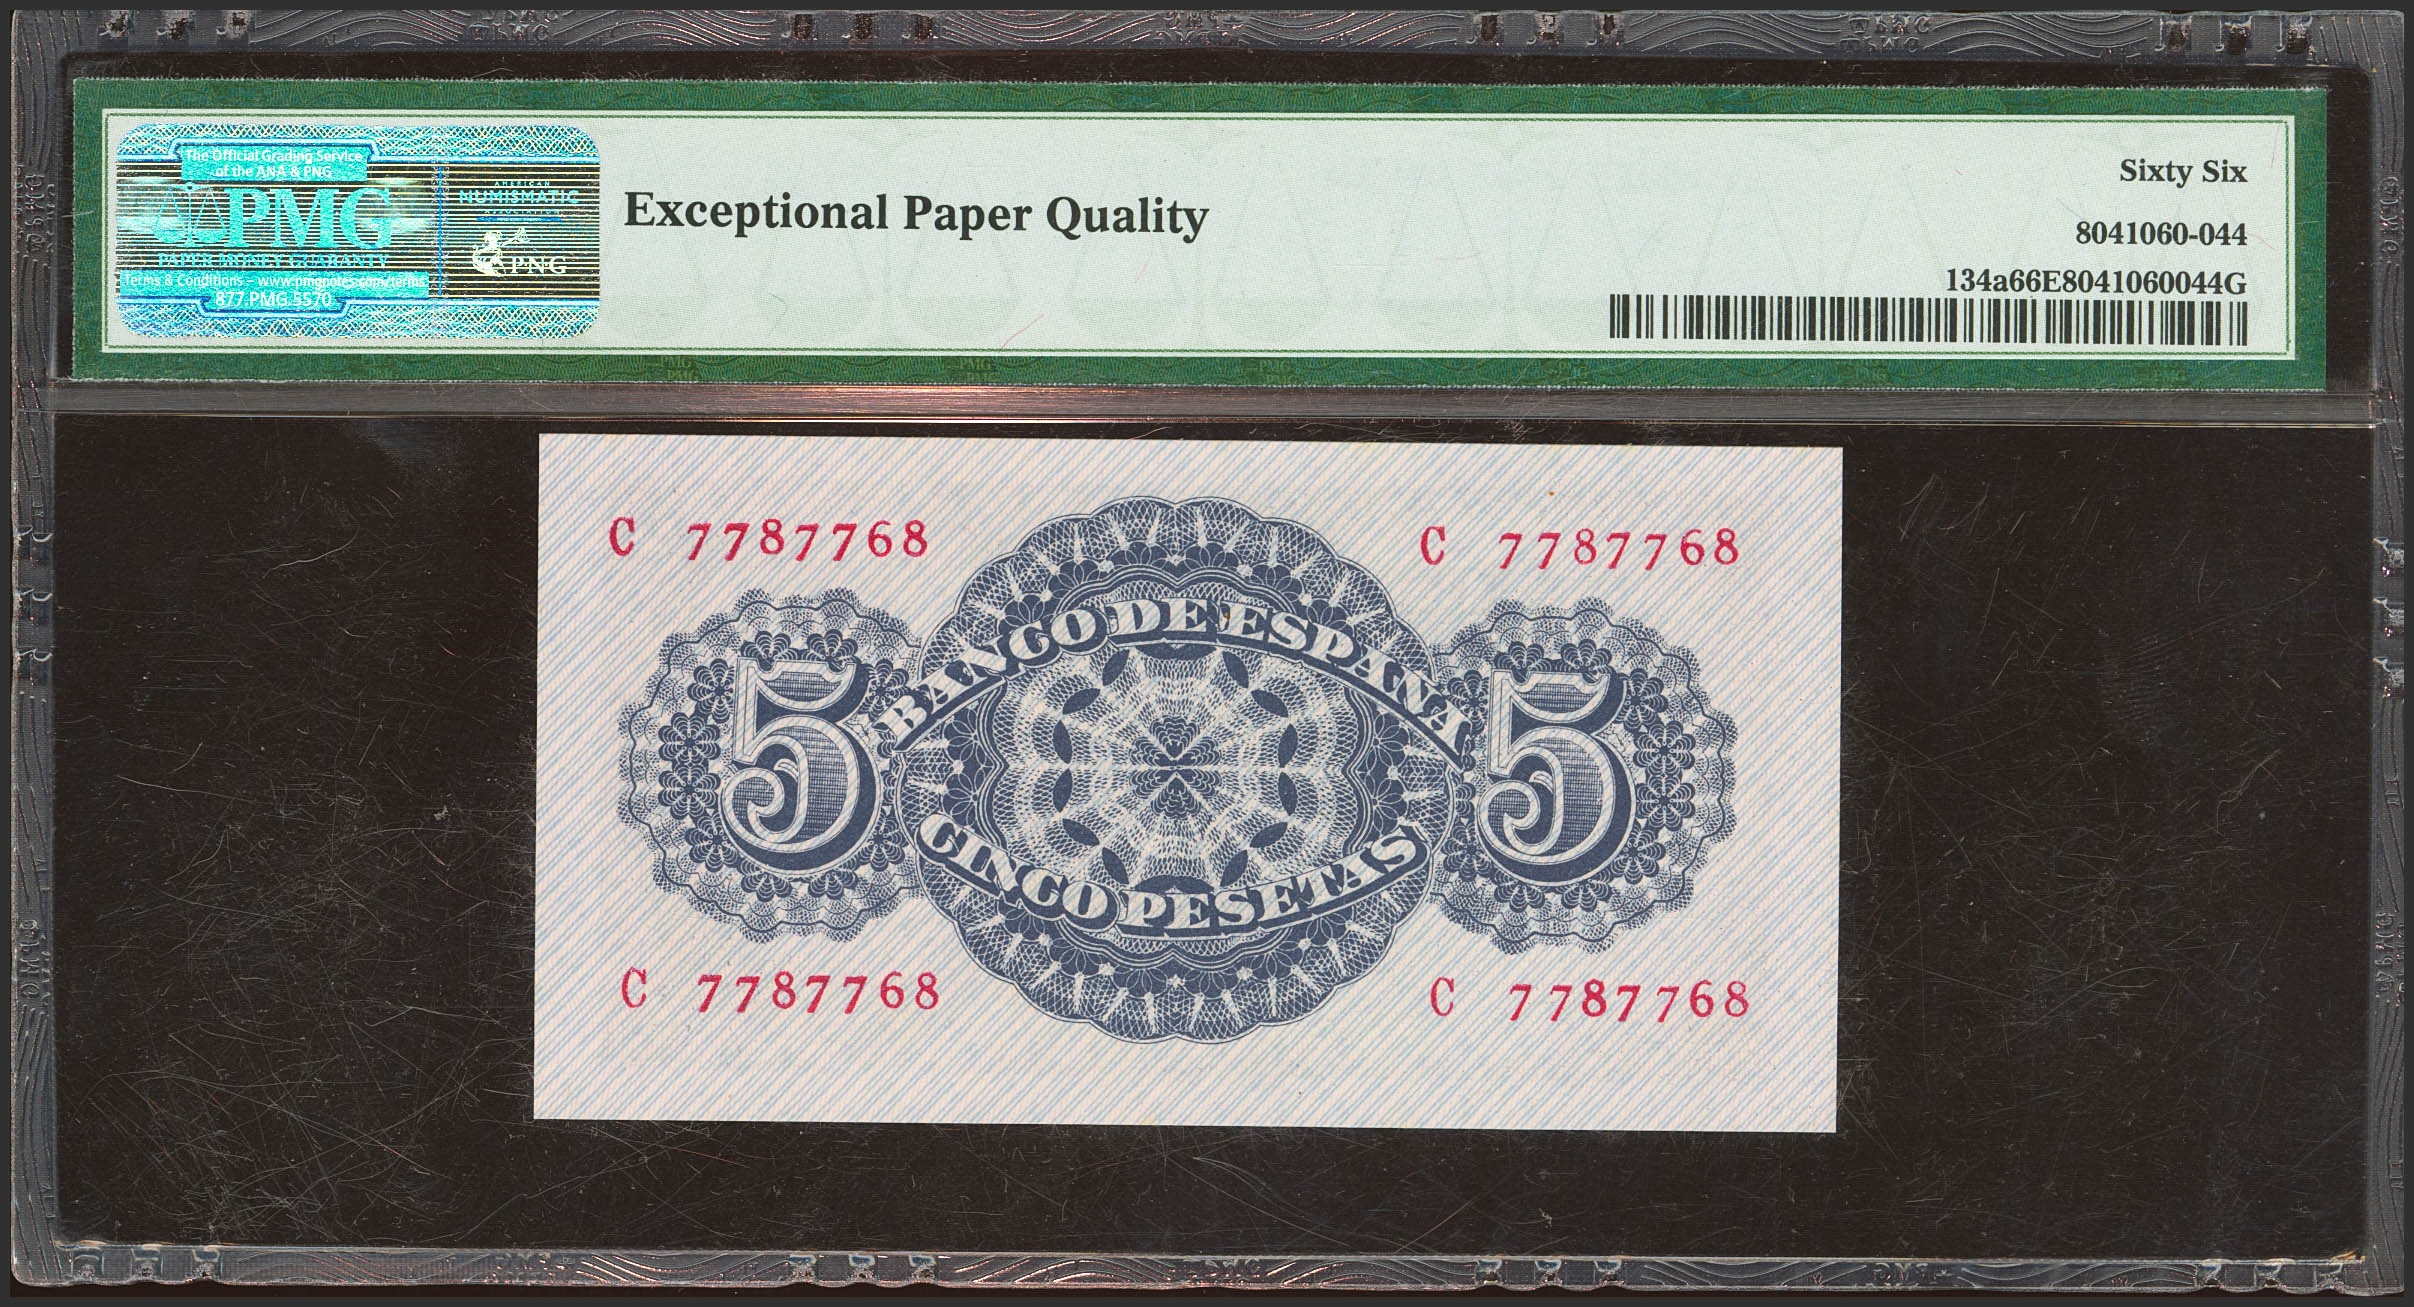 The Official Grading Service
of the ANA & PNG
PMG
PAPER MONEY GUARANTY
Terms & Conditions – www.pmgnotes.com/terms
877.PMG.5570
AMERICAN
NUMISMATIC
ASSOCIATION
PNG
Exceptional Paper Quality
Sixty Six
8041060-044
134a66E8041060044G
C 7787768
C 7787768
BANCO DE ESPANA
5
5
CINCO PESETAS
C 7787768
C 7787768